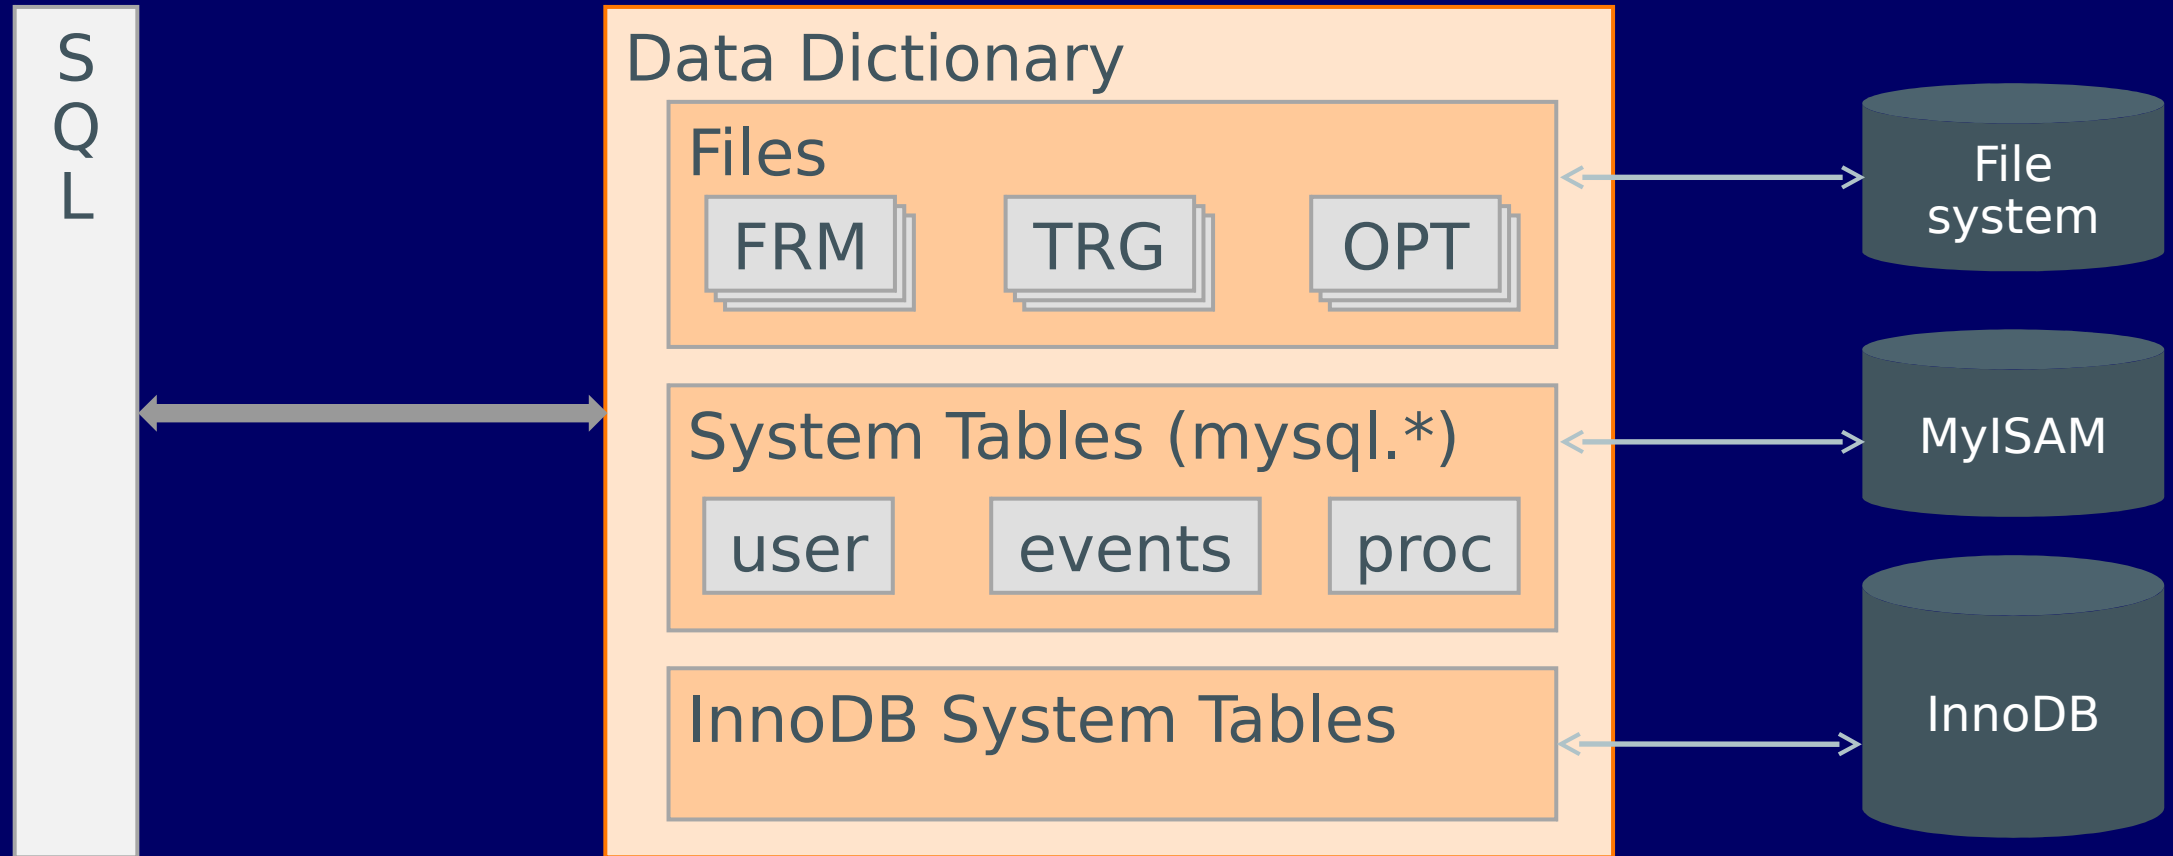 S
Q
L
Data Dictionary
Files
FRM
TRG
OPT
System Tables (mysql.*)
user
events
proc
InnoDB System Tables
File
system
MyISAM
InnoDB